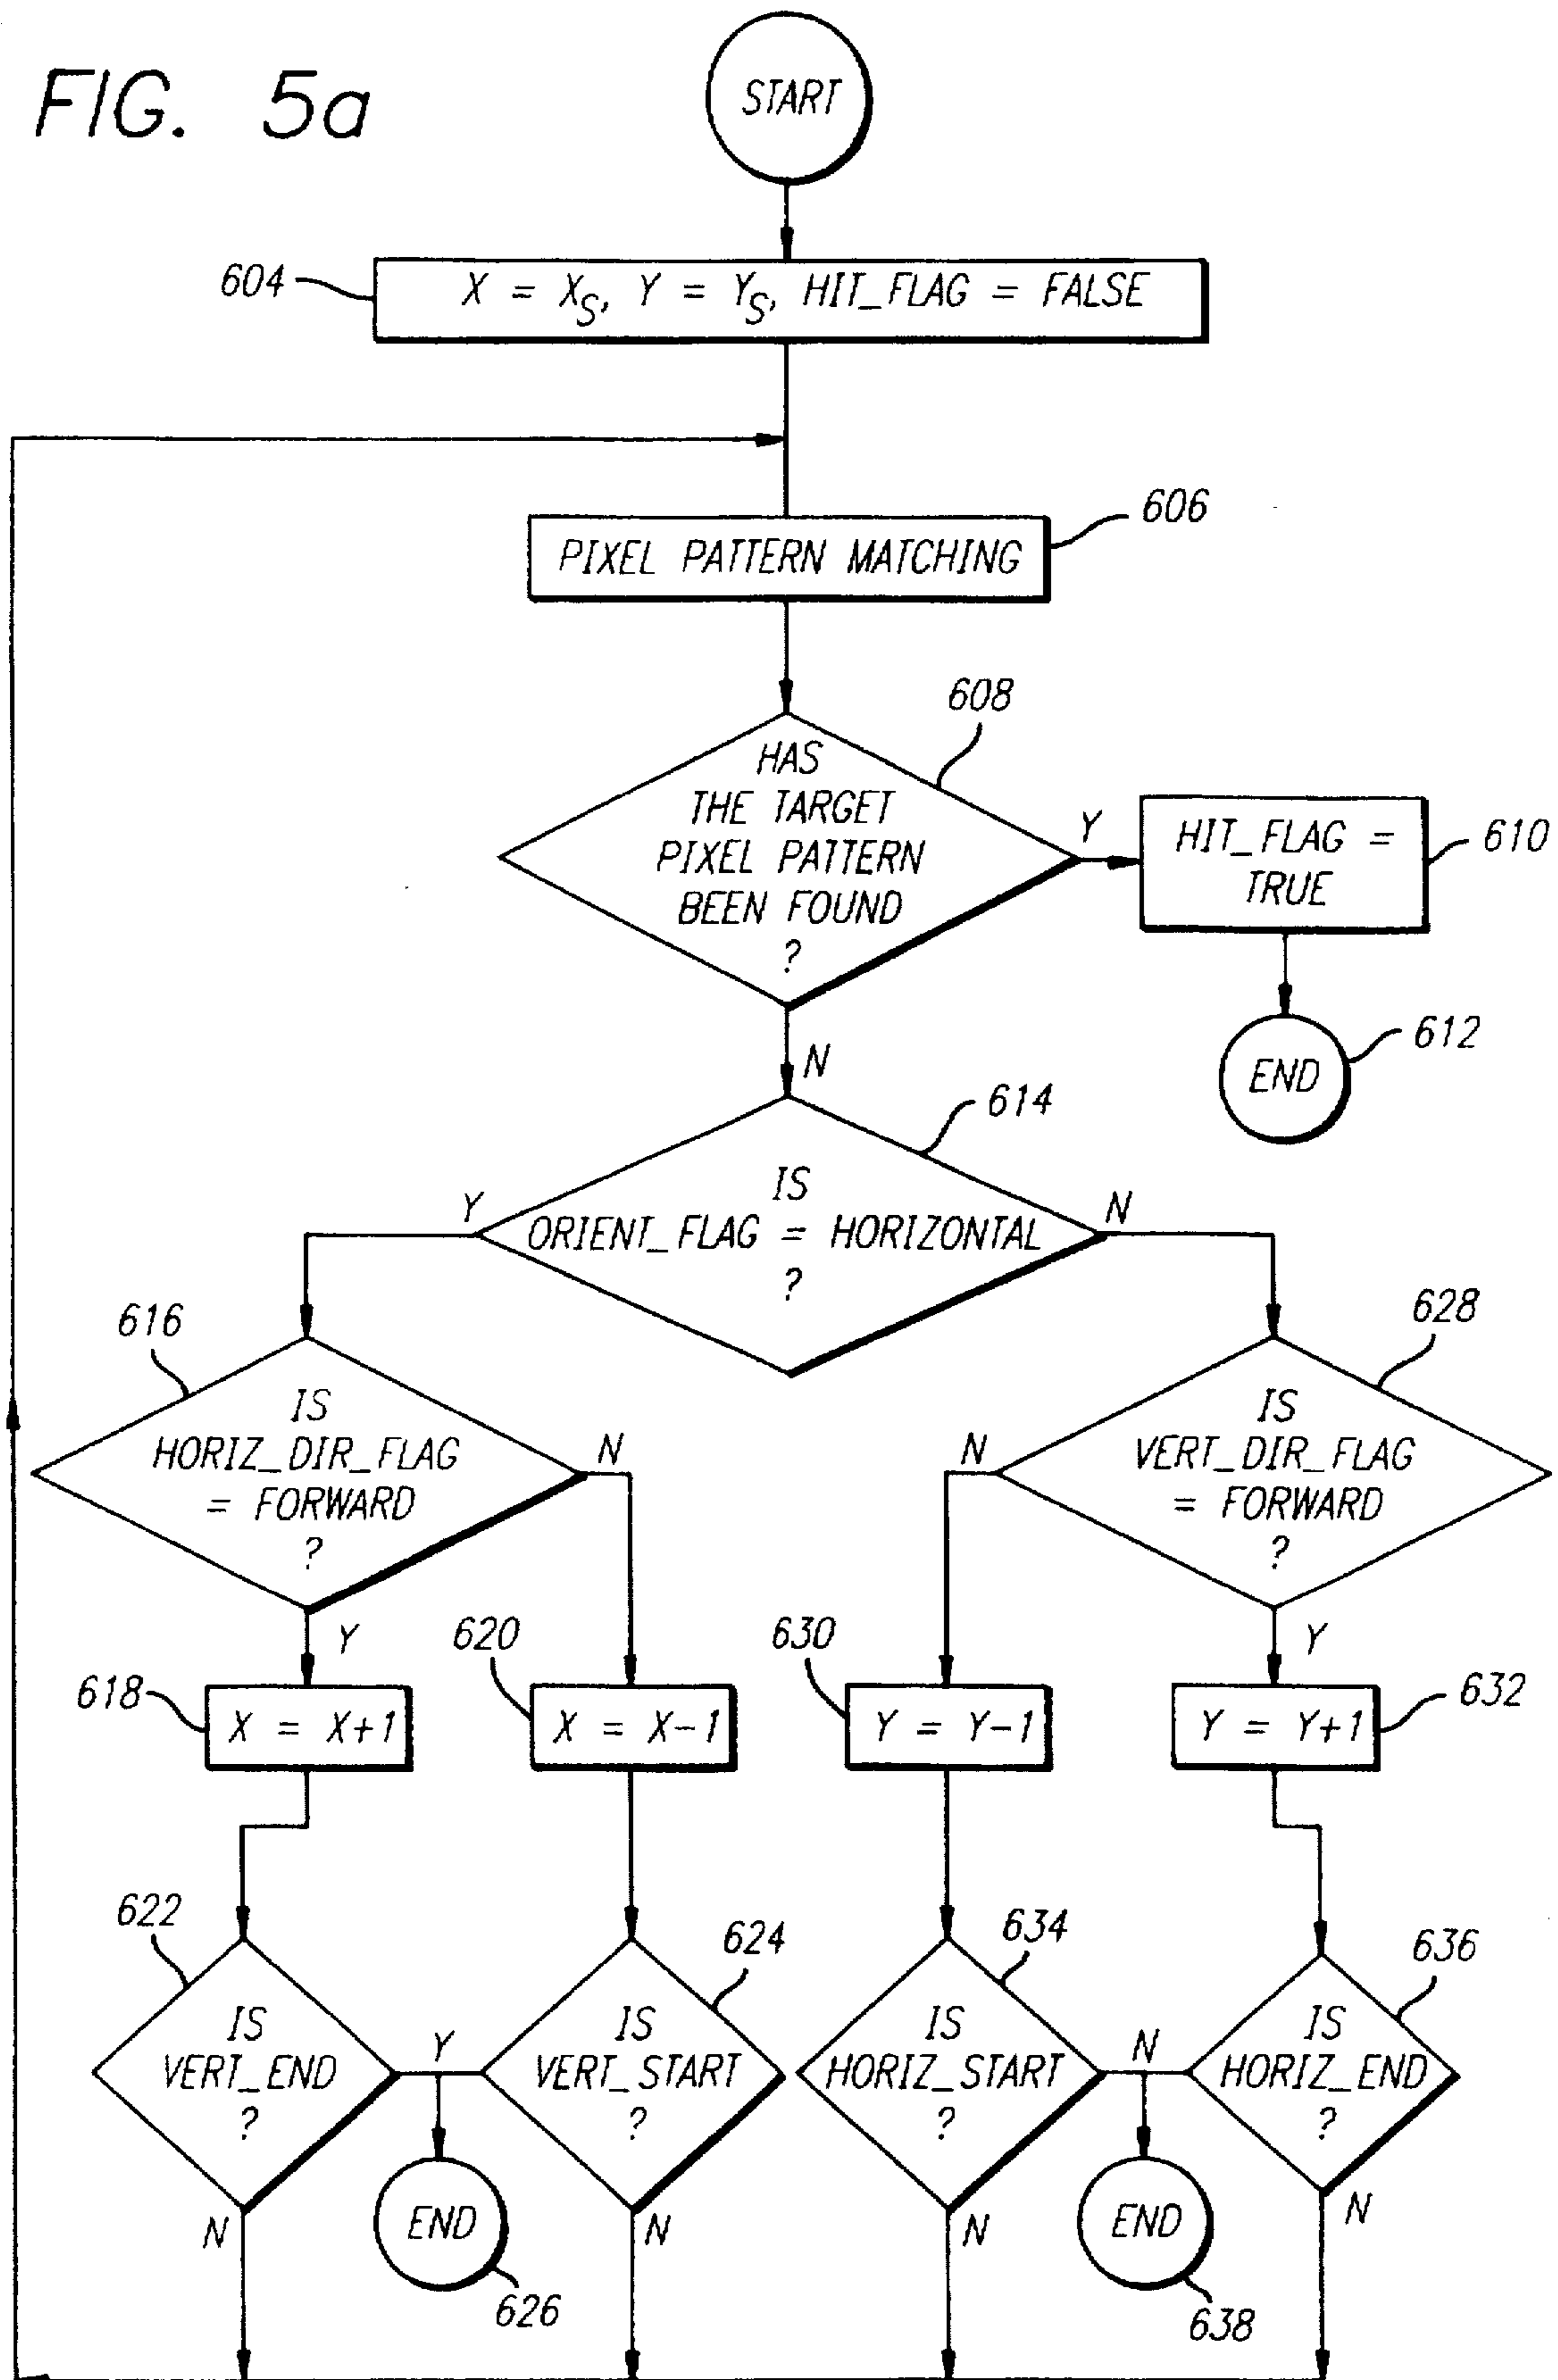 FIG. 5a
START
604
X = XS, Y = YS, HIT_FLAG = FALSE
606
PIXEL PATTERN MATCHING
608
HAS
THE TARGET
PIXEL PATTERN
BEEN FOUND
?
Y
HIT_FLAG =
TRUE
610
N
END
612
614
IS
ORIENT_FLAG = HORIZONTAL
?
Y
N
616
IS
HORIZ_DIR_FLAG
= FORWARD
?
N
Y
628
IS
VERT_DIR_FLAG
= FORWARD
?
N
Y
618
X = X+1
620
X = X-1
630
Y = Y-1
632
Y = Y+1
622
IS
VERT_END
?
Y
N
624
IS
VERT_START
?
N
END
626
634
IS
HORIZ_START
?
N
N
636
IS
HORIZ_END
?
N
END
638